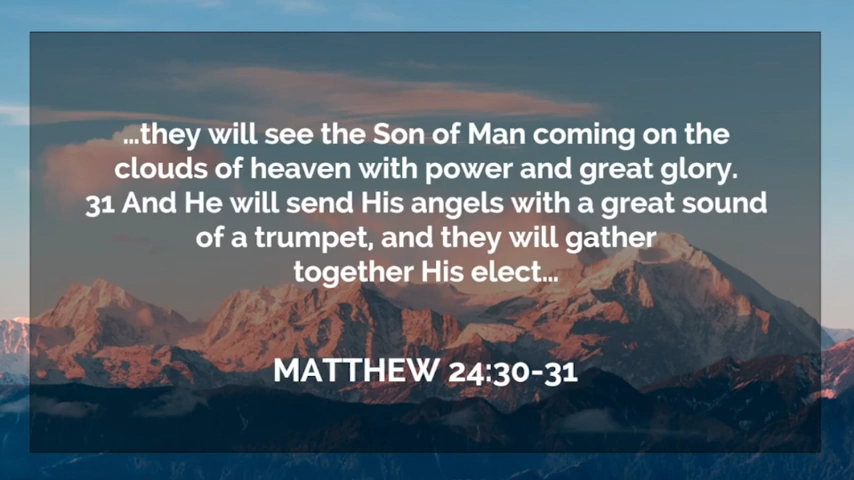 ...they will see the Son of Man coming on the
clouds of heaven with power and great glory.
31 And He will send His angels with a great sound
of a trumpet, and they will gather
together His elect...
MATTHEW 24:30-31